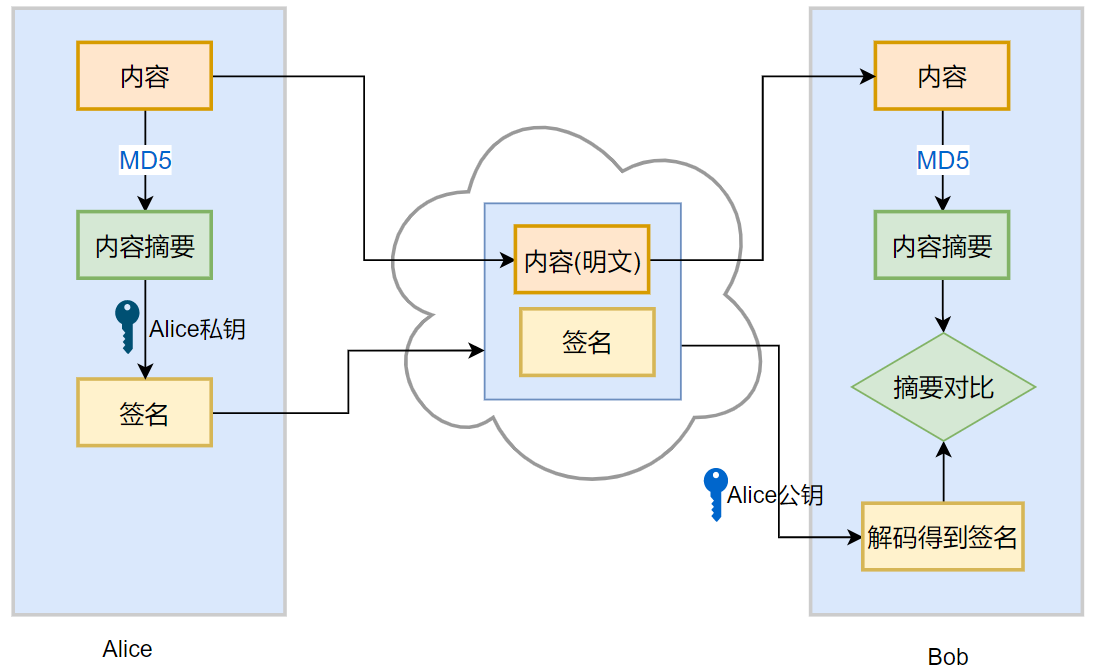 内容
MD5
内容摘要
Alice私钥
签名
Alice
内容(明文)
签名
Alice公钥
内容
MD5
内容摘要
摘要对比
解码得到签名
Bob